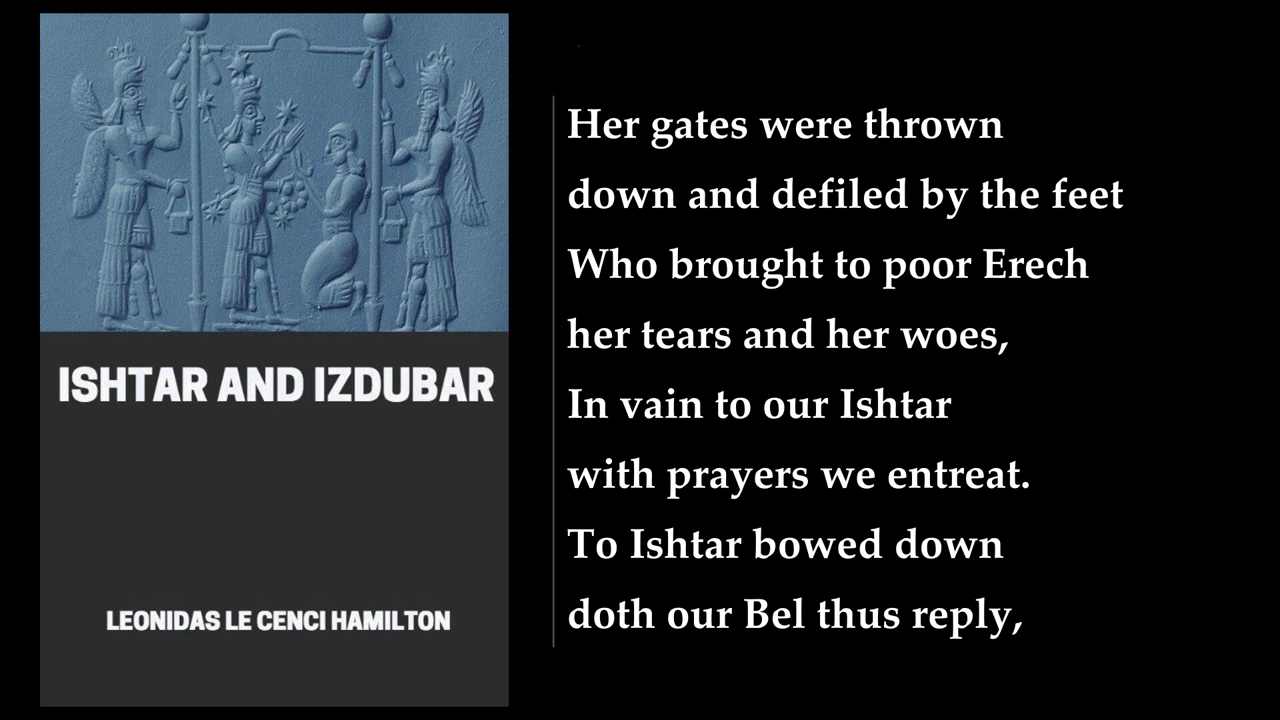 ISHTAR AND IZDUBAR
LEONIDAS LE CENCI HAMILTON
Her gates were thrown
down and defiled by the feet
Who brought to poor Erech
her tears and her woes,
In vain to our Ishtar
with prayers we entreat.
To Ishtar bowed down
doth our Bel thus reply,